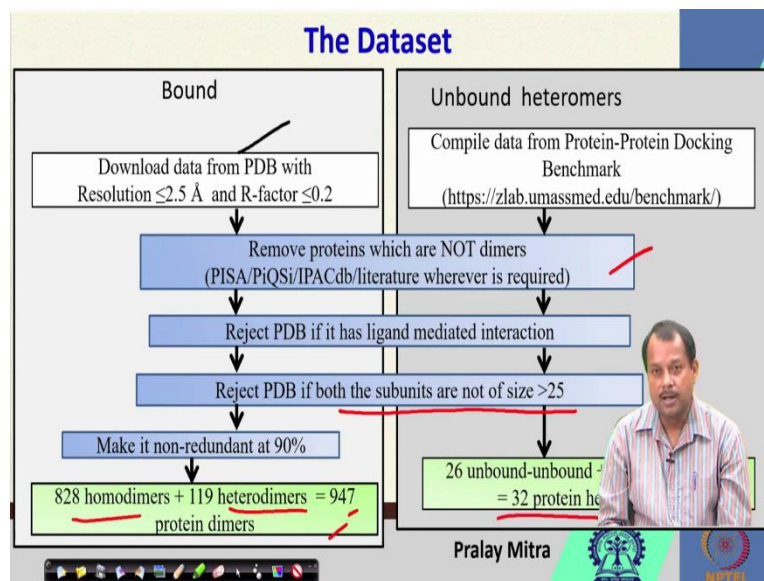 The Dataset
Bound
Download data from PDB with
Resolution ≤2.5 Å and R-factor ≤0.2
Unbound heteromers
Compile data from Protein-Protein Docking
Benchmark
(https://zlab.umassmed.edu/benchmark/)
Remove proteins which are NOT dimers
(PISA/PiQSi/IPACdb/literature wherever is required)
Reject PDB if it has ligand mediated interaction
Reject PDB if both the subunits are not of size >25
Make it non-redundant at 90%
828 homodimers + 119 heterodimers = 947
protein dimers
26 unbound-unbound +
= 32 protein he
Pralay Mitra
NPTEL